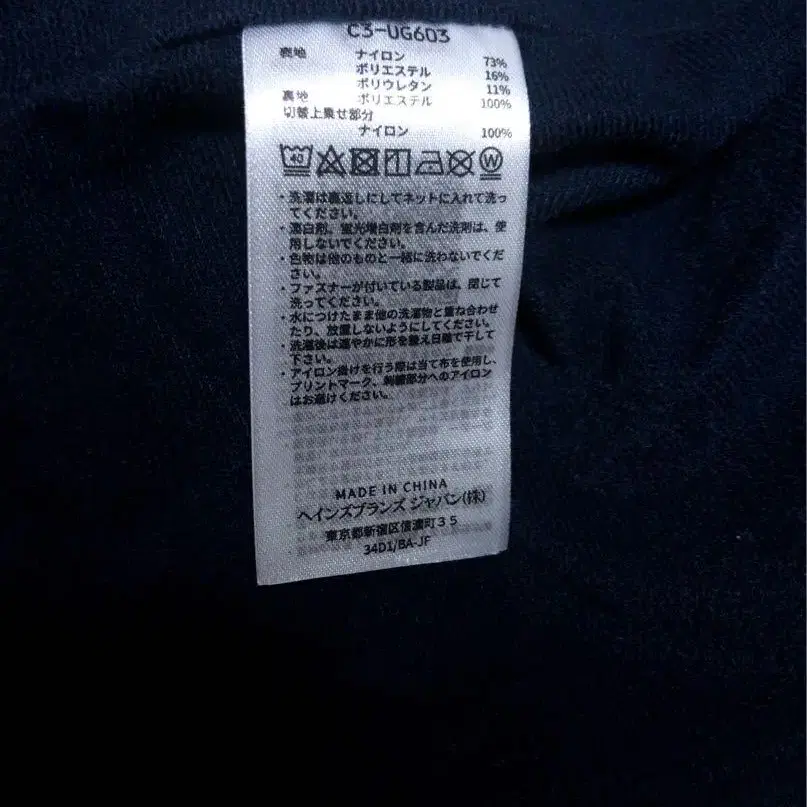 C3-UG603
表地 ナイロン 73%
ポリエステル 16%
ポリウレタン 11%
裏地 ポリエステル 100%
切替上乗せ部分
ナイロン 100%
40 W
・洗濯は裏返しにしてネットに入れて洗っ
てください。
・漂白剤、蛍光増白剤を含んだ洗剤は、使
用しないでください。
・色物は他のものと一緒に洗わないでくだ
さい。
・ファスナーが付いている製品は、閉じて
洗ってください。
・水につけたまま他の洗濯物と重ね合わせ
たり、放置しないようにしてください。
・洗濯後は速やかに形を整え日陰で干して
下さい。
・アイロン掛けを行う際は当て布を使用し、
プリントマーク、刺繍部分へのアイロン
はお避けください。
MADE IN CHINA
ヘインズブランズ ジャパン(株)
東京都新宿区信濃町35
34D1/BA-JF